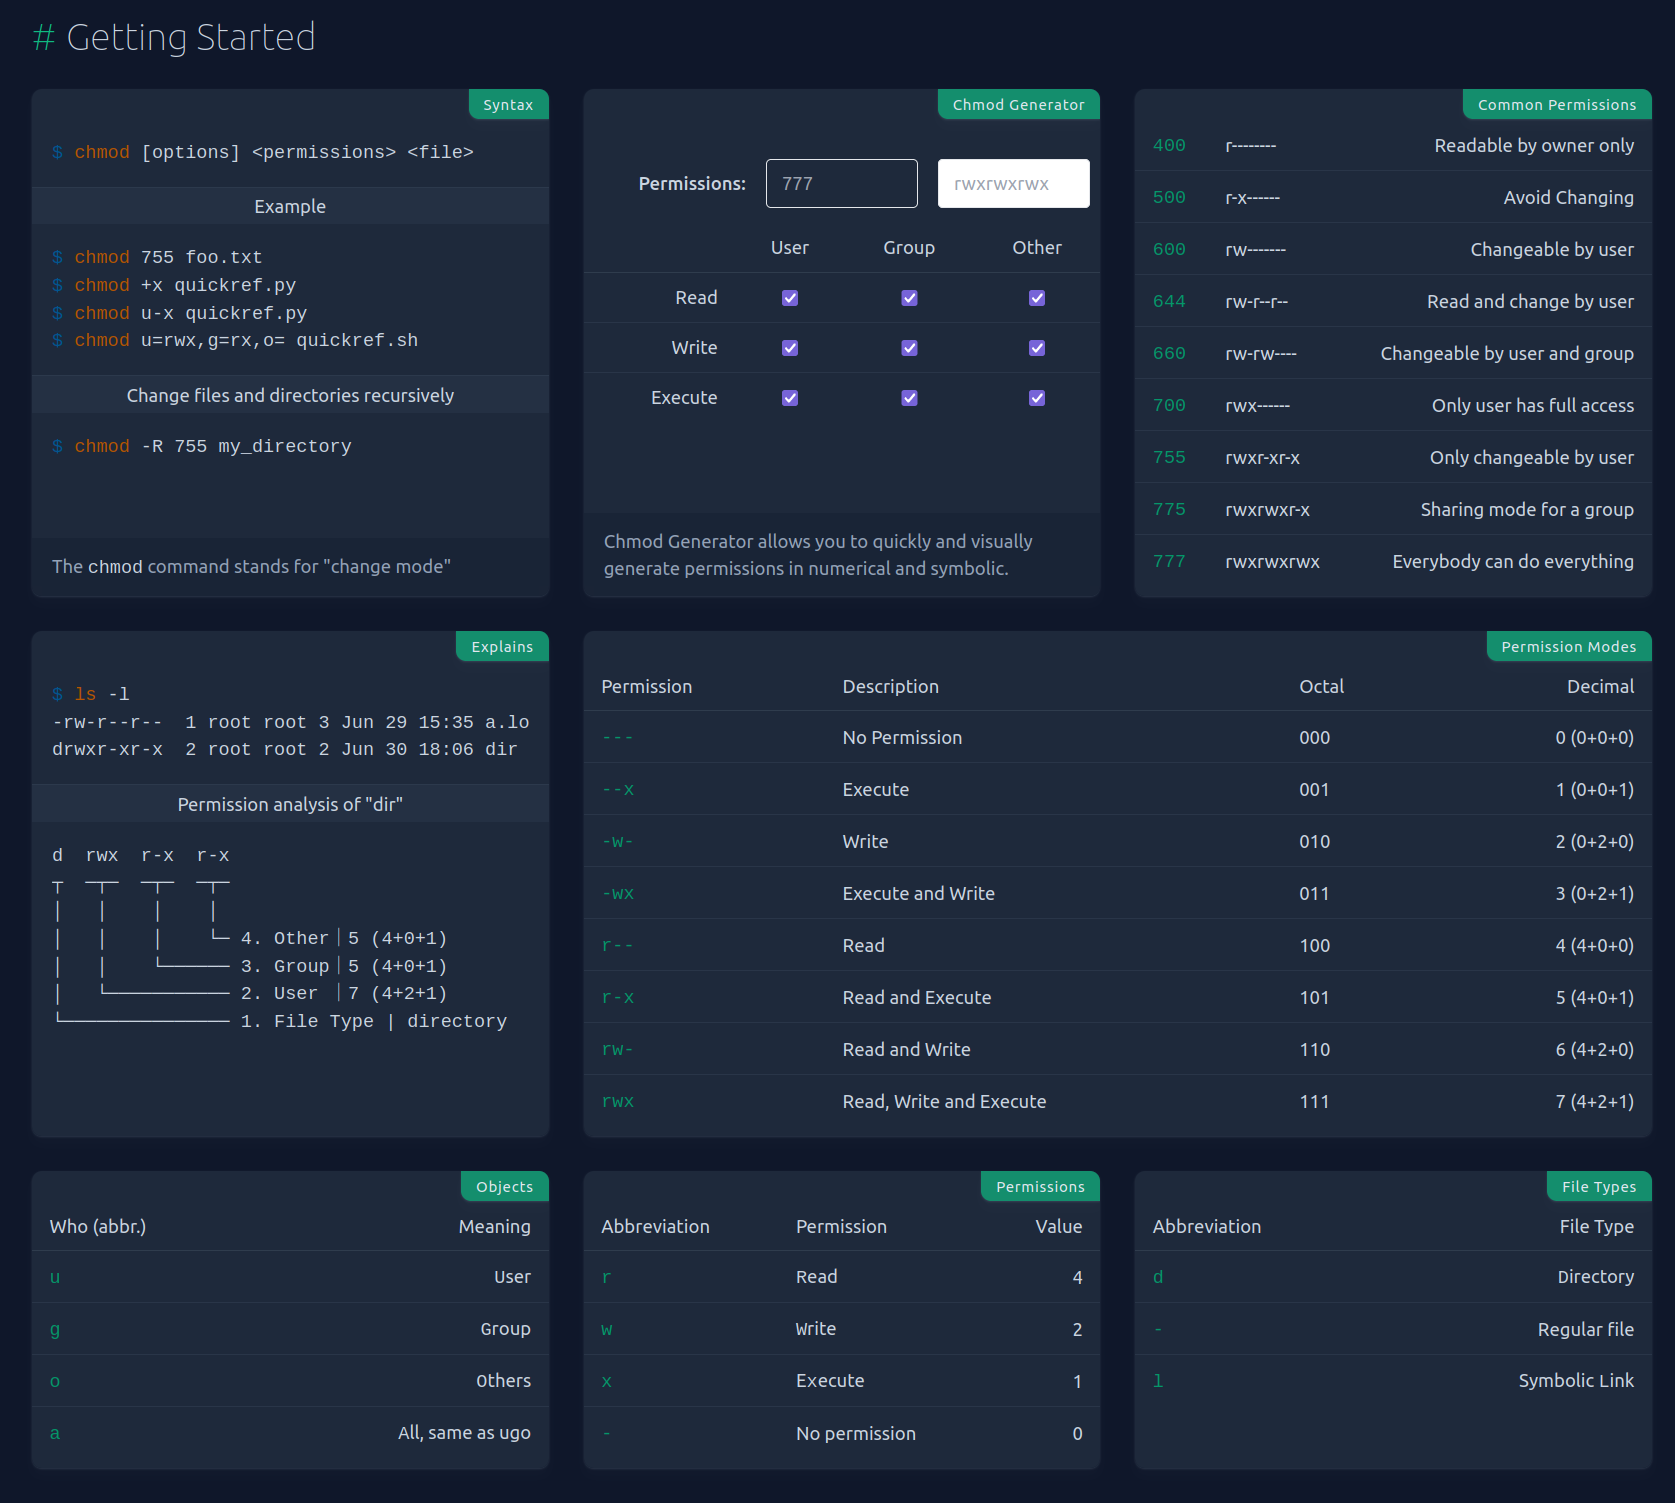 # Getting Started
Syntax
$ chmod [options] <permissions> <file>
Example
$ chmod 755 foo.txt
$ chmod +x quickref.py
$ chmod u-x quickref.py
$ chmod u=rwx,g=rx,o= quickref.sh
Change files and directories recursively
$ chmod -R 755 my_directory
The chmod command stands for "change mode"
Chmod Generator
Permissions: 777 rwxrwxrwx
User Group Other
Read
Write
Execute
Chmod Generator allows you to quickly and visually
generate permissions in numerical and symbolic.
Common Permissions
400 r-------- Readable by owner only
500 r-x------ Avoid Changing
600 rw------- Changeable by user
644 rw-r--r-- Read and change by user
660 rw-rw---- Changeable by user and group
700 rwx------ Only user has full access
755 rwxr-xr-x Only changeable by user
775 rwxrwxr-x Sharing mode for a group
777 rwxrwxrwx Everybody can do everything
Explains
$ ls -l
-rw-r--r--  1 root root 3 Jun 29 15:35 a.lo
drwxr-xr-x  2 root root 2 Jun 30 18:06 dir
Permission analysis of "dir"
d  rwx  r-x  r-x
4. Other│5 (4+0+1)
3. Group│5 (4+0+1)
2. User │7 (4+2+1)
1. File Type | directory
Permission Modes
Permission Description Octal Decimal
--- No Permission 000 0 (0+0+0)
--x Execute 001 1 (0+0+1)
-w- Write 010 2 (0+2+0)
-wx Execute and Write 011 3 (0+2+1)
r-- Read 100 4 (4+0+0)
r-x Read and Execute 101 5 (4+0+1)
rw- Read and Write 110 6 (4+2+0)
rwx Read, Write and Execute 111 7 (4+2+1)
Objects
Who (abbr.) Meaning
u User
g Group
o Others
a All, same as ugo
Permissions
Abbreviation Permission Value
r Read 4
w Write 2
x Execute 1
- No permission 0
File Types
Abbreviation File Type
d Directory
- Regular file
l Symbolic Link